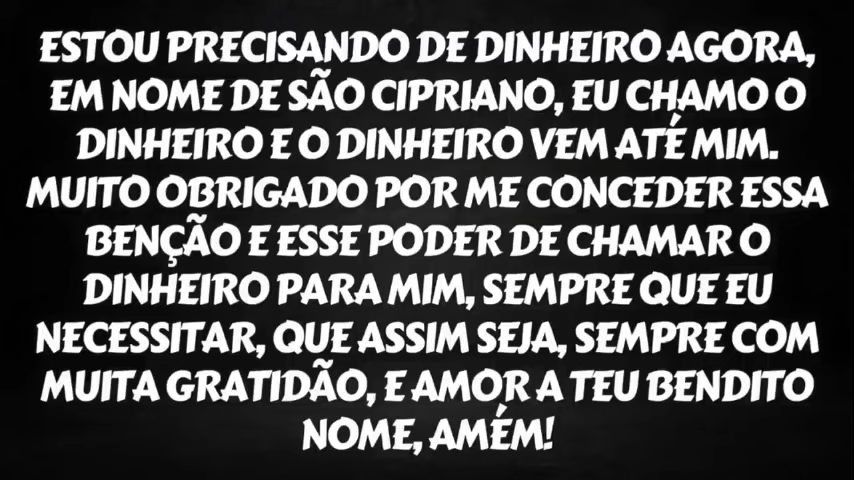 ESTOU PRECISANDO DE DINHEIRO AGORA,
EM NOME DE SÃO CIPRIANO, EU CHAMO O
DINHEIRO E O DINHEIRO VEM ATÉ MIM.
MUITO OBRIGADO POR ME CONCEDER ESSA
BENÇÃO E ESSE PODER DE CHAMAR O
DINHEIRO PARA MIM, SEMPRE QUE EU
NECESSITAR, QUE ASSIM SEJA, SEMPRE COM
MUITA GRATIDÃO, E AMOR A TEU BENDITO
NOME, AMÉM!